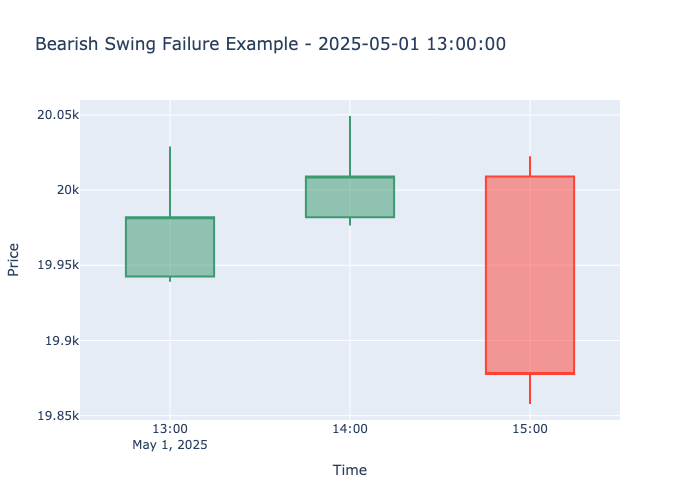 Bearish Swing Failure Example - 2025-05-01 13:00:00
20.05k
20k
19.95k
19.9k
19.85k
Price
13:00
May 1, 2025
14:00
15:00
Time